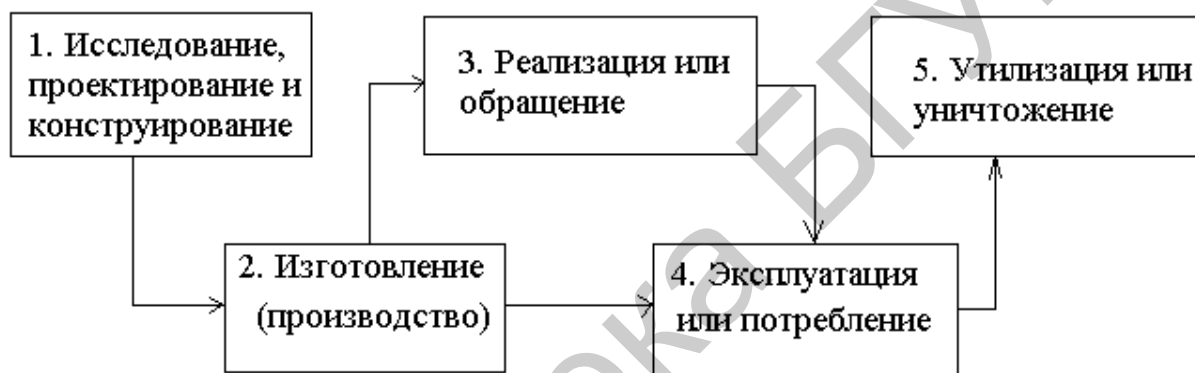 1. Исследование,
проектирование и
конструирование
3. Реализация или
обращение
5. Утилизация или
уничтожение
2. Изготовление
(производство)
4. Эксплуатация
или потребление